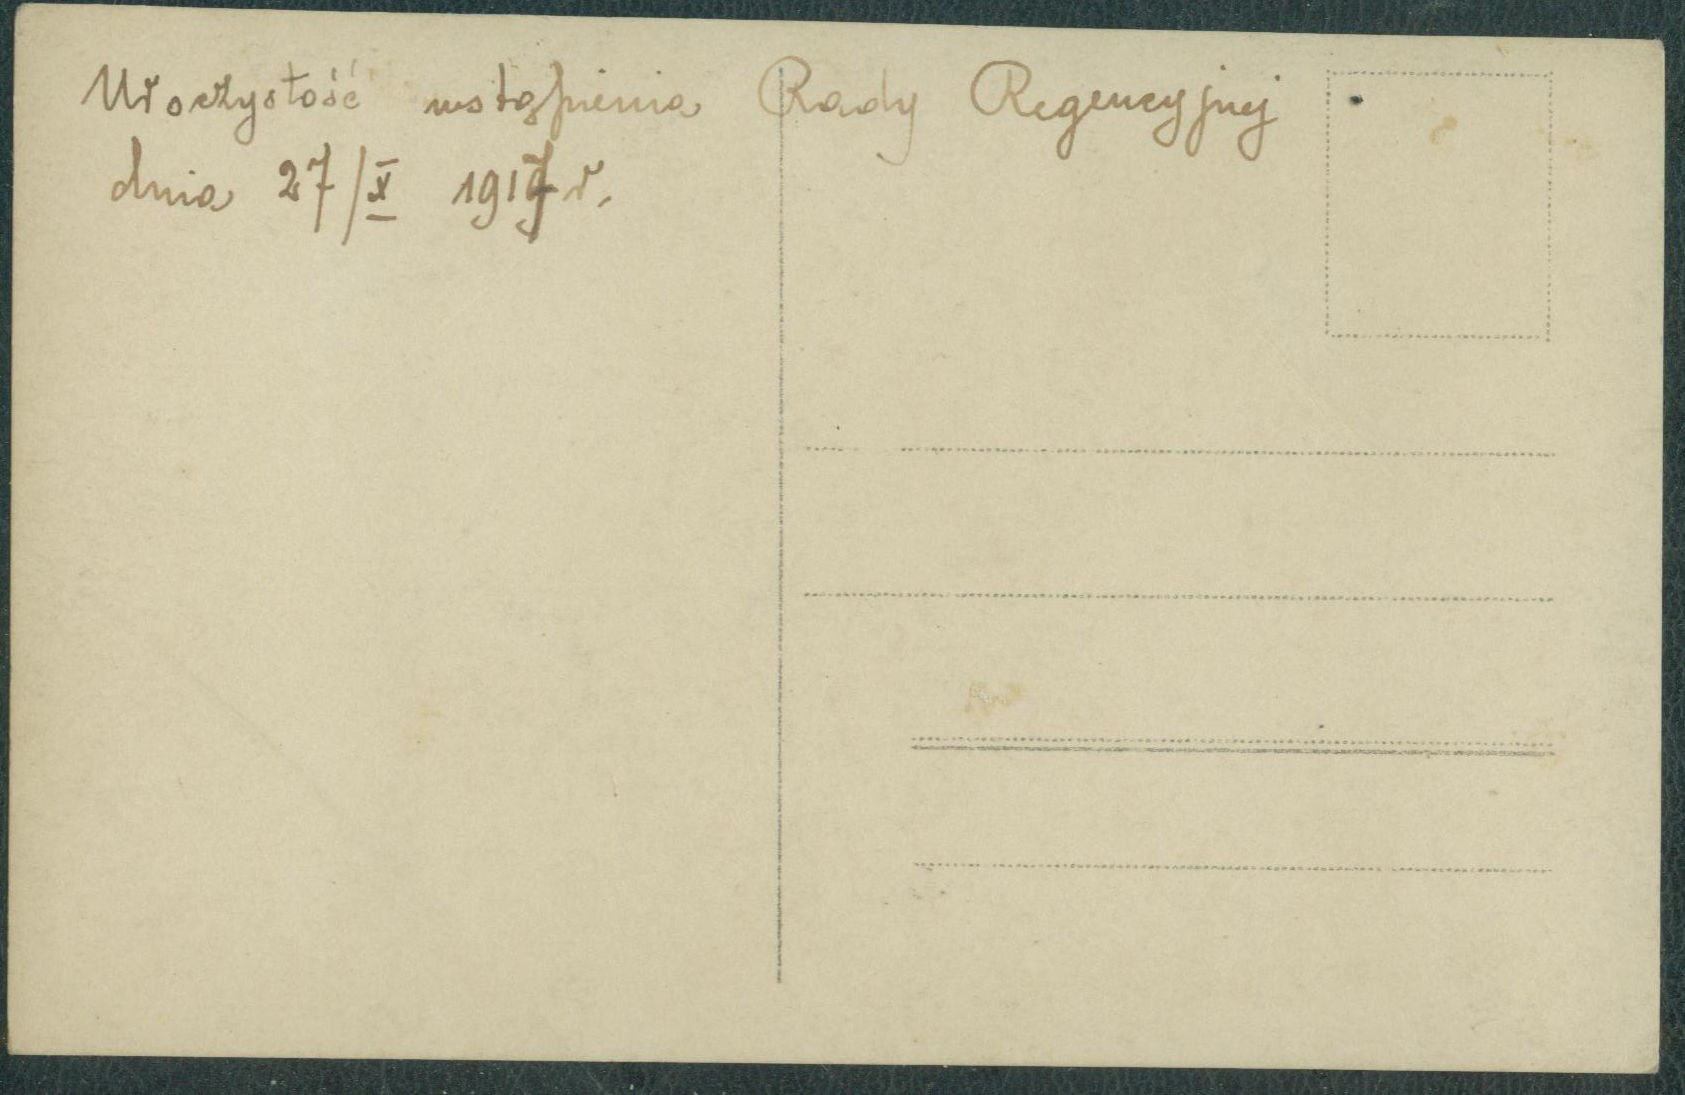 Uroczystość wstąpienia Rady Regencyjnej
dnia 27/X 1917 r.